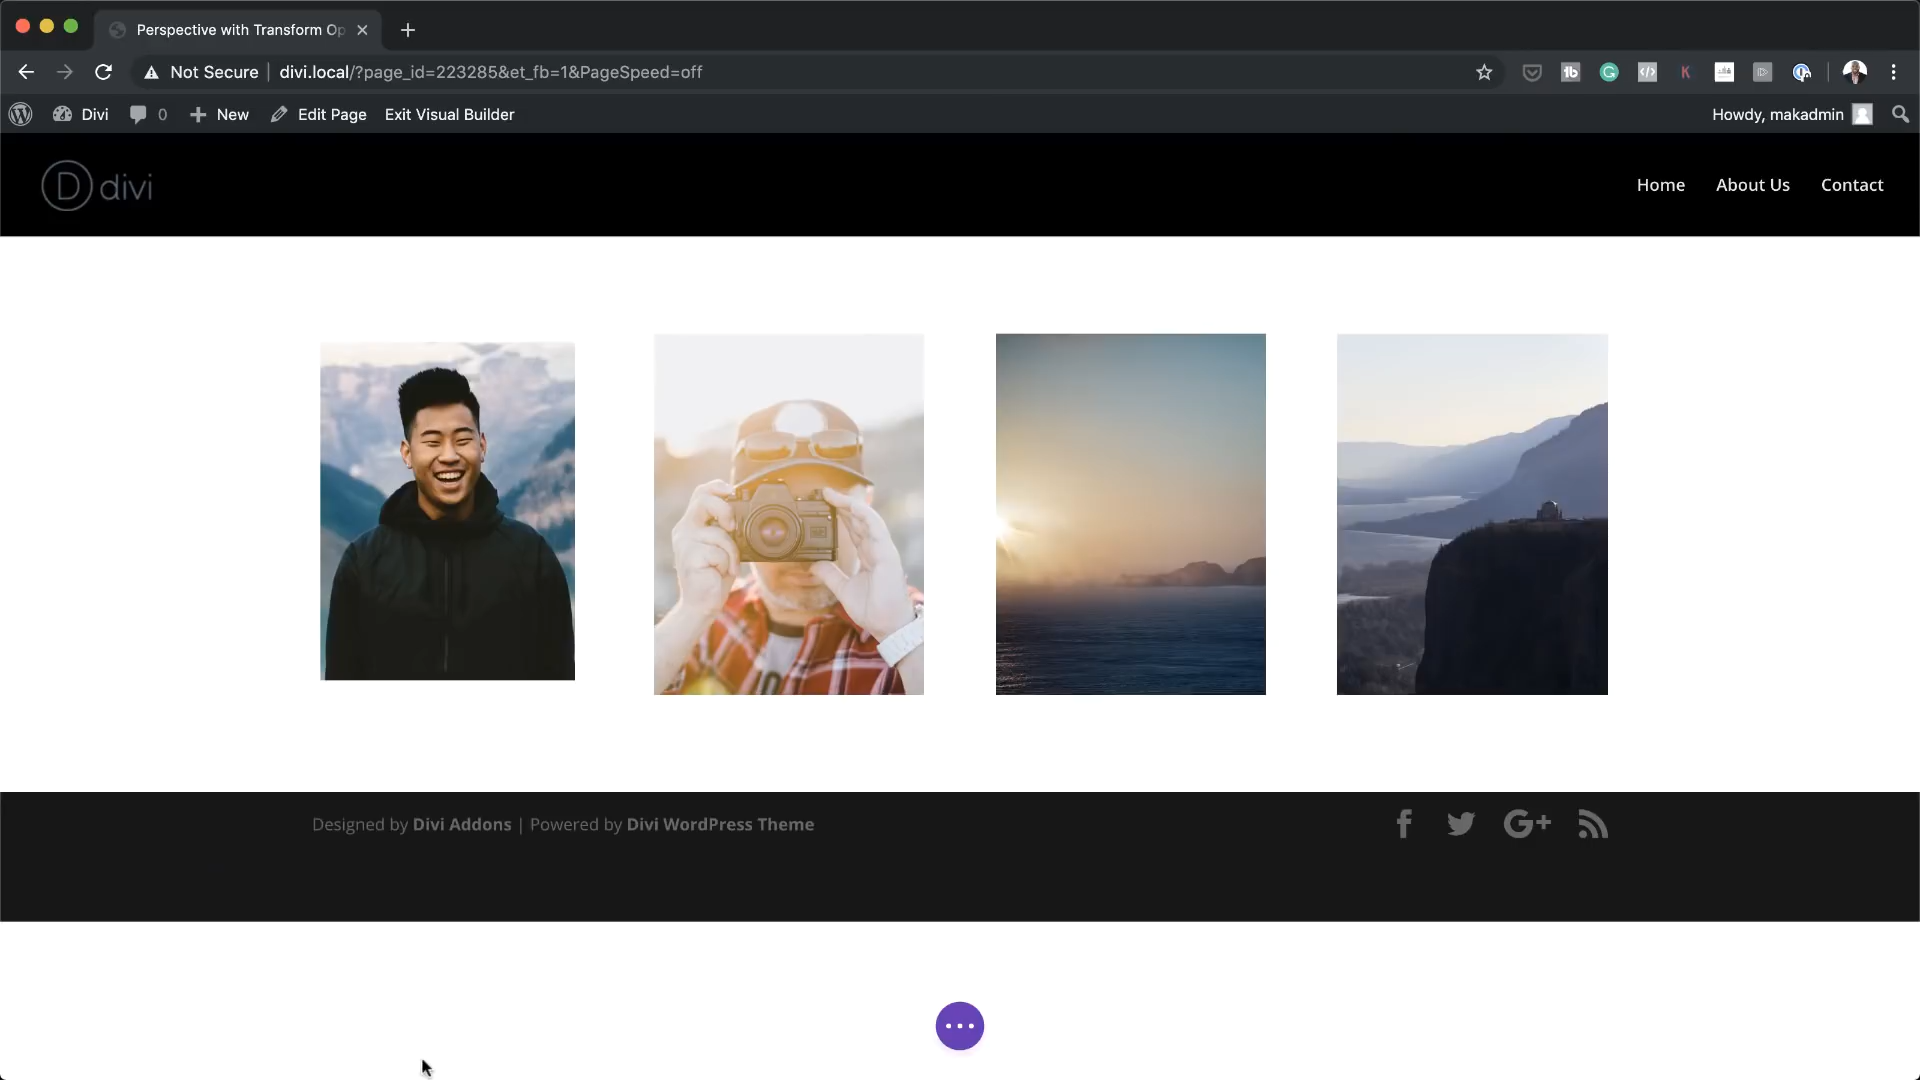 Perspective with Transform Op
Not Secure | divi.local/?page_id=223285&et_fb=1&PageSpeed=off
Divi 0 New Edit Page Exit Visual Builder Howdy, makadmin
D divi
Home About Us Contact
Designed by Divi Addons | Powered by Divi WordPress Theme